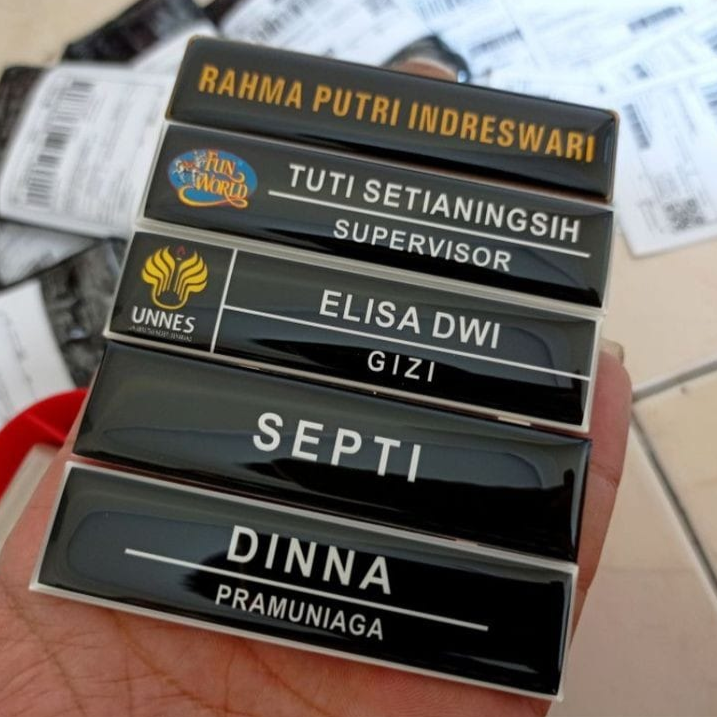 RAHMA PUTRI INDRESWARI
FUN
WORLD
TUTI SETIANINGSIH
SUPERVISOR
UNNES
ELISA DWI
GIZI
SEPTI
DINNA
PRAMUNIAGA